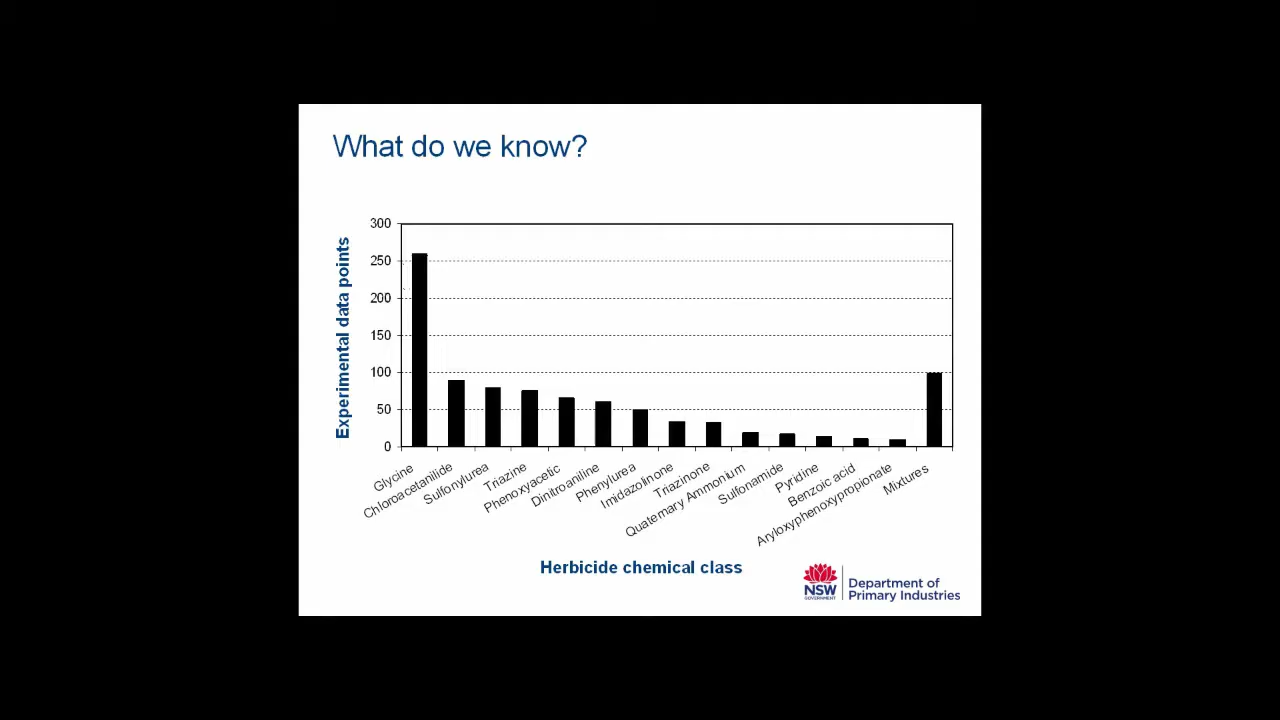 What do we know?
Experimental data points
300
250
200
150
100
50
0
Glycine
Chloroacetanilide
Sulfonylurea
Triazine
Phenoxyacetic
Dinitroaniline
Phenylurea
Imidazolinone
Triazinone
Quaternary Ammonium
Sulfonamide
Pyridine
Benzoic acid
Aryloxyphenoxypropionate
Mixtures
Herbicide chemical class
NSW
GOVERNMENT
Department of
Primary Industries